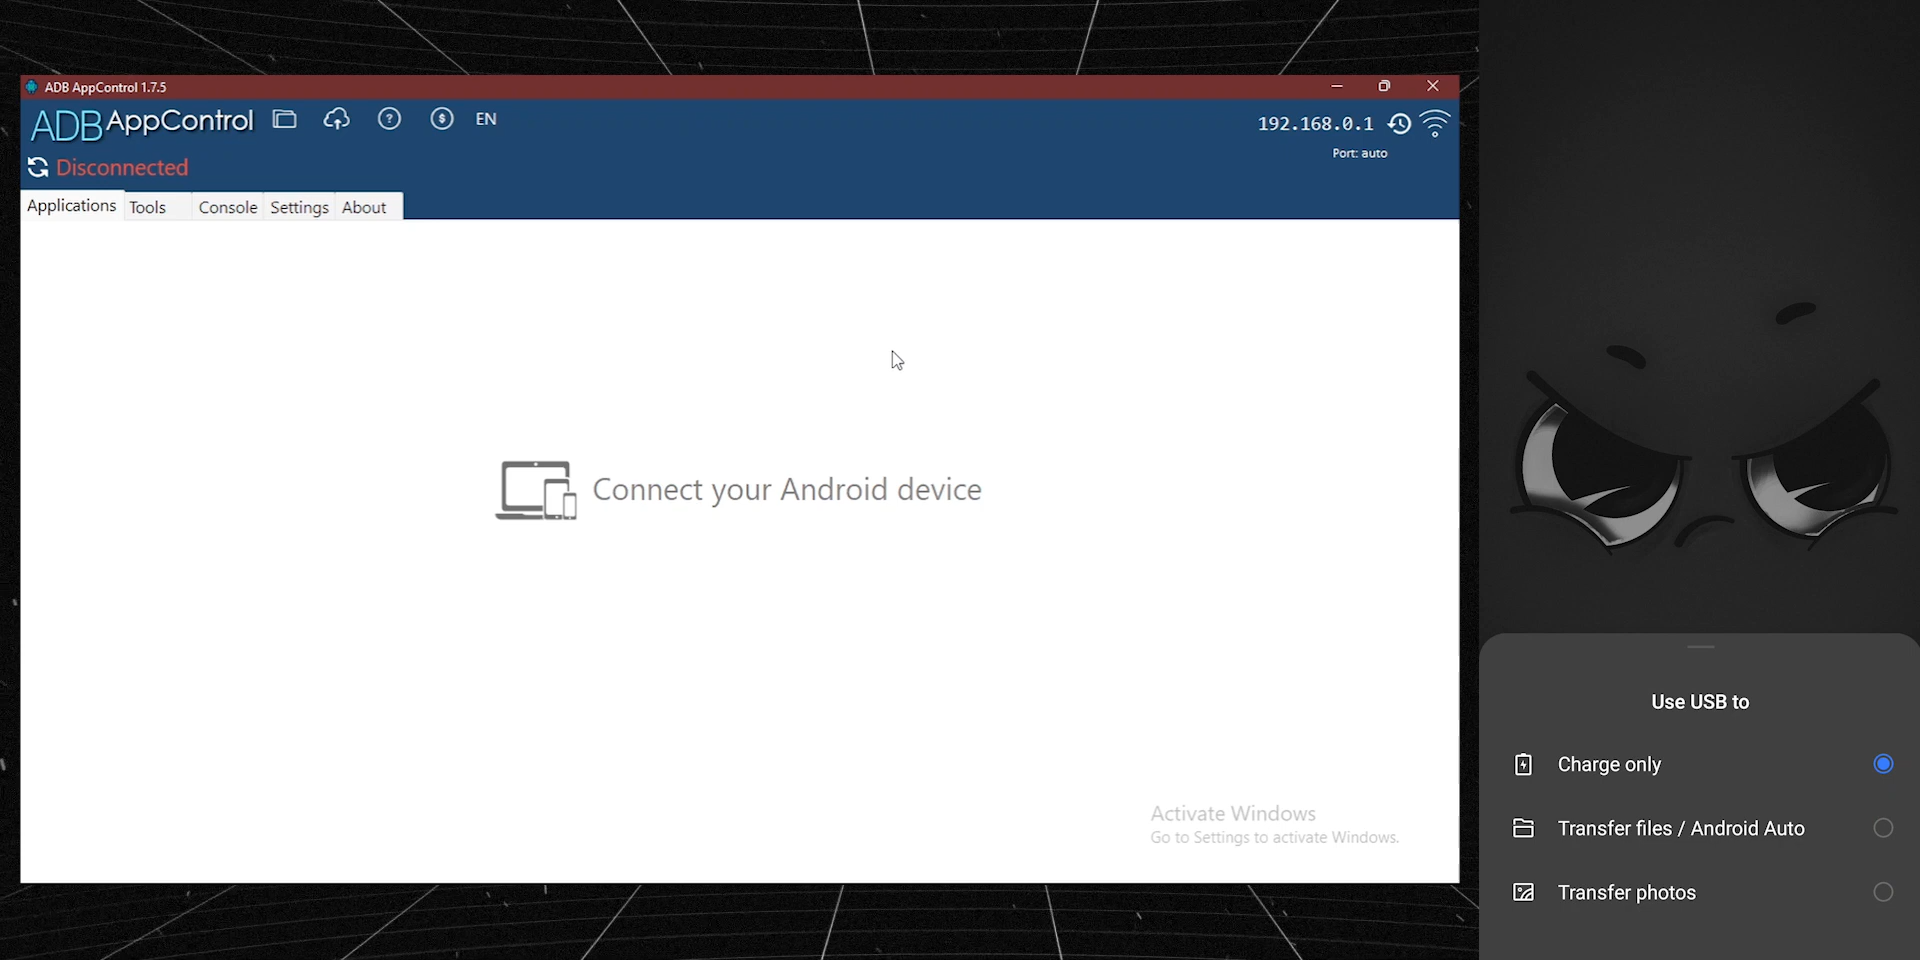 ADB AppControl 1.7.5
ADB AppControl
EN
192.168.0.1
Port: auto
Disconnected
Applications
Tools
Console
Settings
About
Connect your Android device
Activate Windows
Go to Settings to activate Windows.
Use USB to
Charge only
Transfer files / Android Auto
Transfer photos